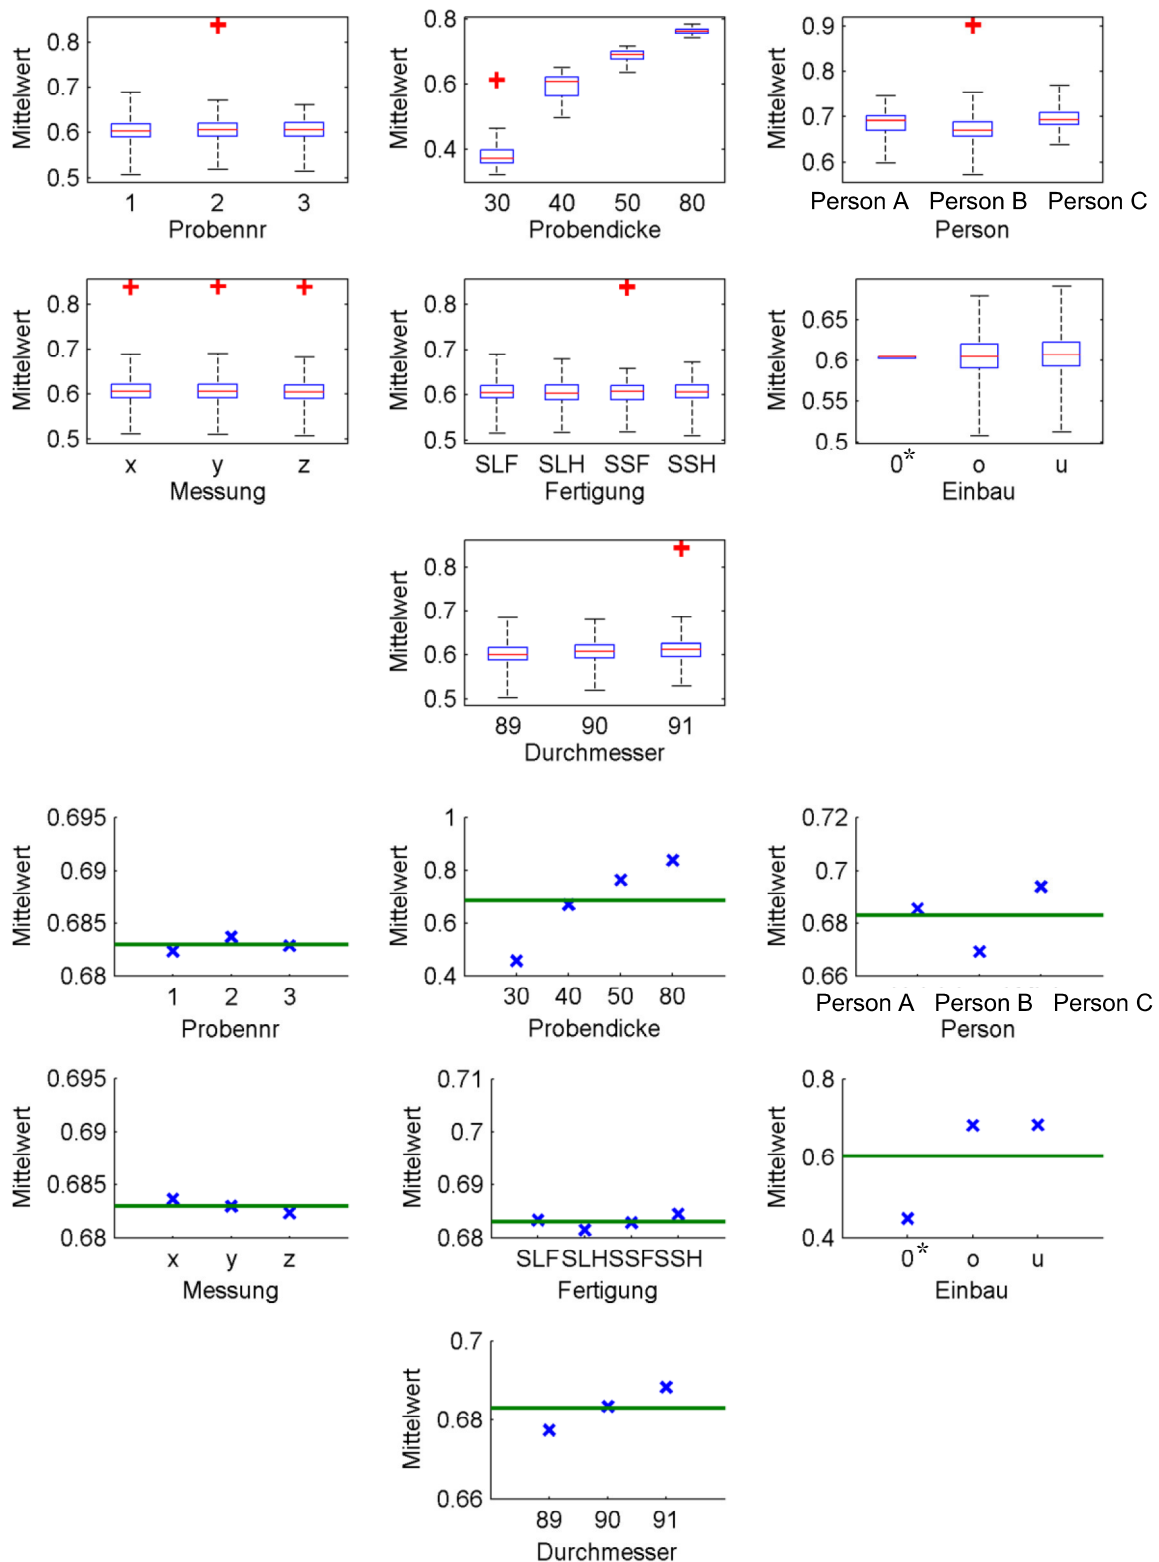 Mittelwert
0.8
0.7
0.6
0.5
1 2 3
Probennr
Mittelwert
0.8
0.6
0.4
30 40 50 80
Probendicke
Mittelwert
0.9
0.8
0.7
0.6
Person A Person B Person C
Person
Mittelwert
0.8
0.7
0.6
0.5
x y z
Messung
Mittelwert
0.8
0.7
0.6
0.5
SLF SLH SSF SSH
Fertigung
Mittelwert
0.65
0.6
0.55
0.5
0* o u
Einbau
Mittelwert
0.8
0.7
0.6
0.5
89 90 91
Durchmesser
Mittelwert
0.695
0.69
0.685
0.68
1 2 3
Probennr
Mittelwert
1
0.8
0.6
0.4
30 40 50 80
Probendicke
Mittelwert
0.72
0.7
0.68
0.66
Person A Person B Person C
Person
Mittelwert
0.695
0.69
0.685
0.68
x y z
Messung
Mittelwert
0.71
0.7
0.69
0.68
SLF SLH SSF SSH
Fertigung
Mittelwert
0.8
0.6
0.4
0* o u
Einbau
Mittelwert
0.7
0.68
0.66
89 90 91
Durchmesser